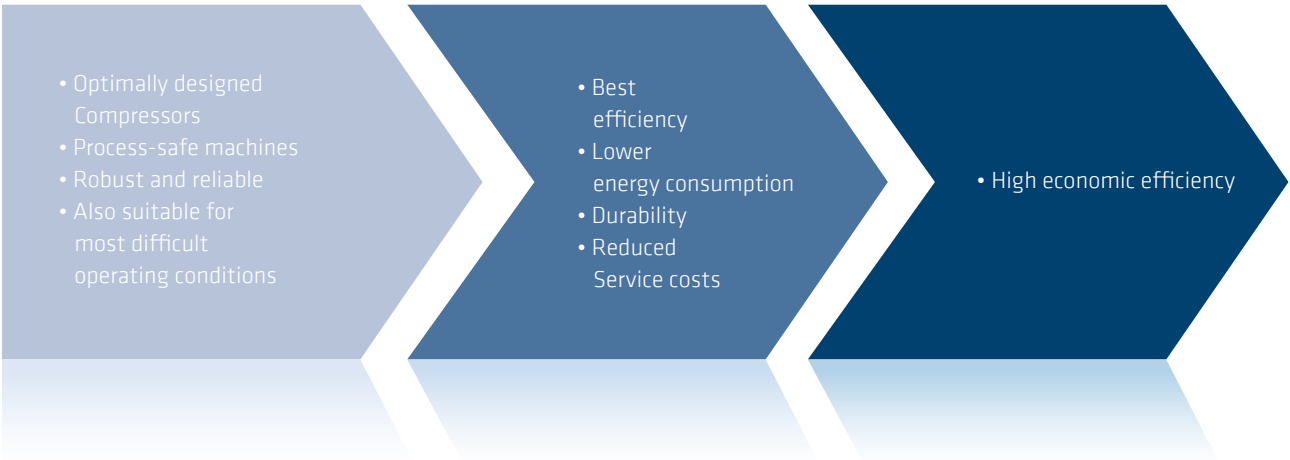 • Optimally designed
Compressors
• Process-safe machines
• Robust and reliable
• Also suitable for
most difficult
operating conditions
• Best
efficiency
• Lower
energy consumption
• Durability
• Reduced
Service costs
• High economic efficiency